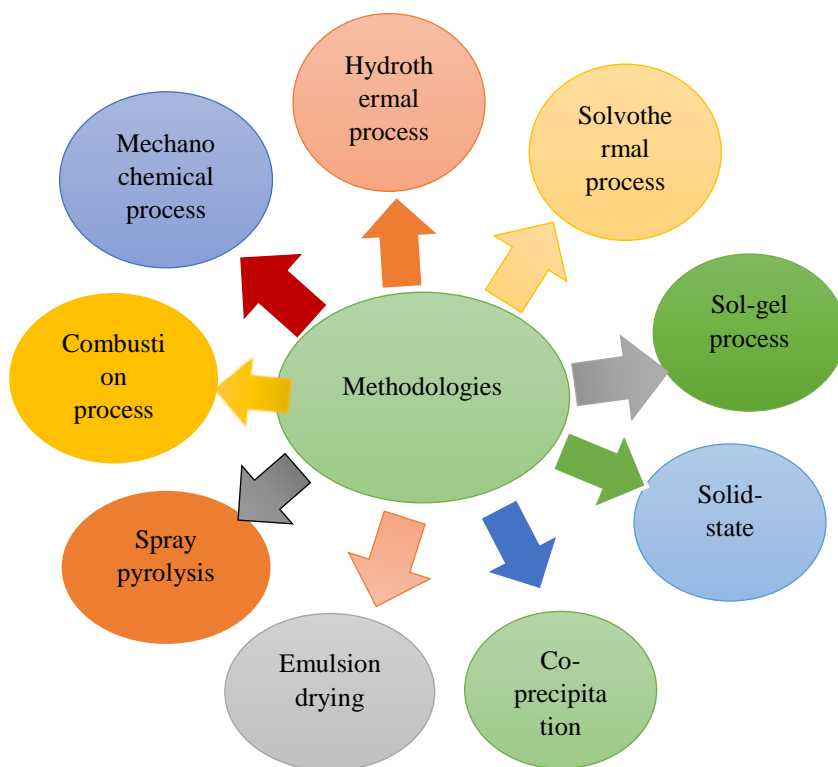 Hydroth
ermal
process
Solvothe
rmal
process
Mechano
chemical
process
Sol-gel
process
Combusti
on
process
Methodologies
Solid-
state
Spray
pyrolysis
Emulsion
drying
Co-
precipita
tion